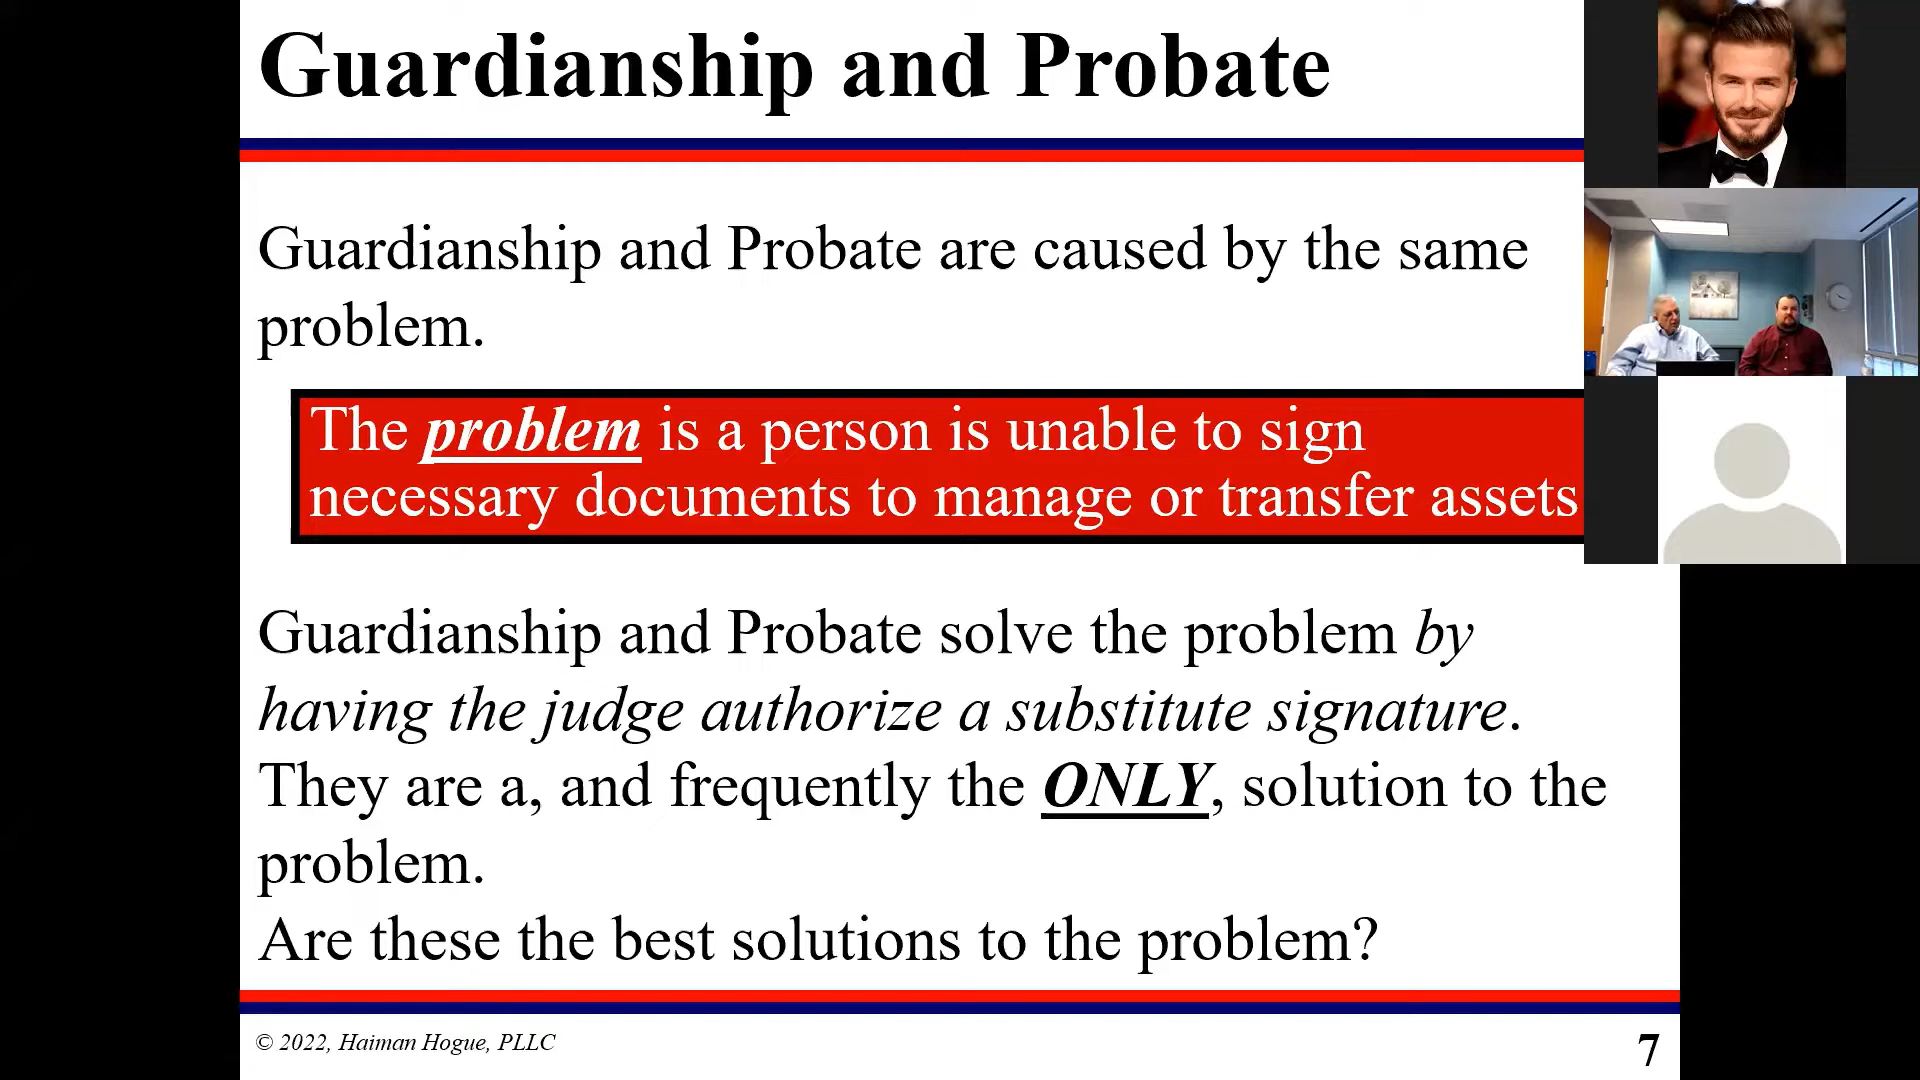 Guardianship and Probate
Guardianship and Probate are caused by the same
problem.
The problem is a person is unable to sign
necessary documents to manage or transfer assets
Guardianship and Probate solve the problem by
having the judge authorize a substitute signature.
They are a, and frequently the ONLY, solution to the
problem.
Are these the best solutions to the problem?
© 2022, Haiman Hogue, PLLC
7